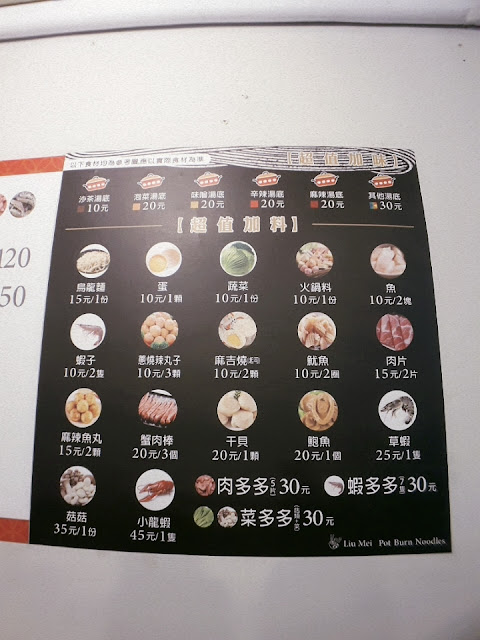 以下食材均為參考圖應以實際食材為準
【超值加味】
沙茶湯底 泡菜湯底 味噌湯底 辛辣湯底 麻辣湯底 其他湯底
10元 20元 20元 20元 20元 30元
【超值加料】
120
50
烏龍麵 蛋 蔬菜 火鍋料 魚
15元/1份 10元/1顆 10元/1份 10元/1份 10元/2塊
蝦子 蔥燒辣丸子 麻吉燒 魷魚 肉片
10元/2隻 10元/3顆 10元/2顆 10元/2圈 15元/2片
麻辣魚丸 蟹肉棒 干貝 鮑魚 草蝦
15元/2顆 20元/3個 20元/1顆 20元/1個 25元/1隻
菇菇 小龍蝦
35元/1份 45元/1隻
肉多多(5片)30元 蝦多多(7隻)30元
菜多多 30元
Liu Mei Pot Burn Noodles